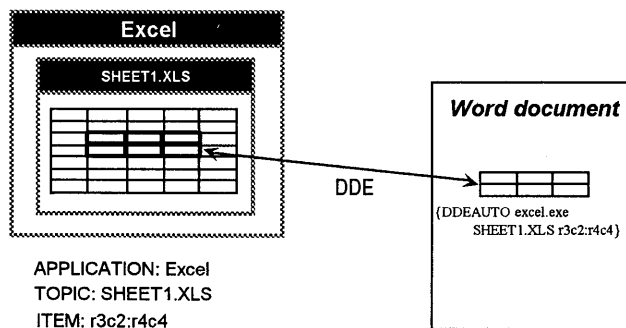 Excel
SHEET1.XLS
Word document
DDE
{DDEAUTO excel.exe
SHEET1.XLS r3c2:r4c4}
APPLICATION: Excel
TOPIC: SHEET1.XLS
ITEM: r3c2:r4c4